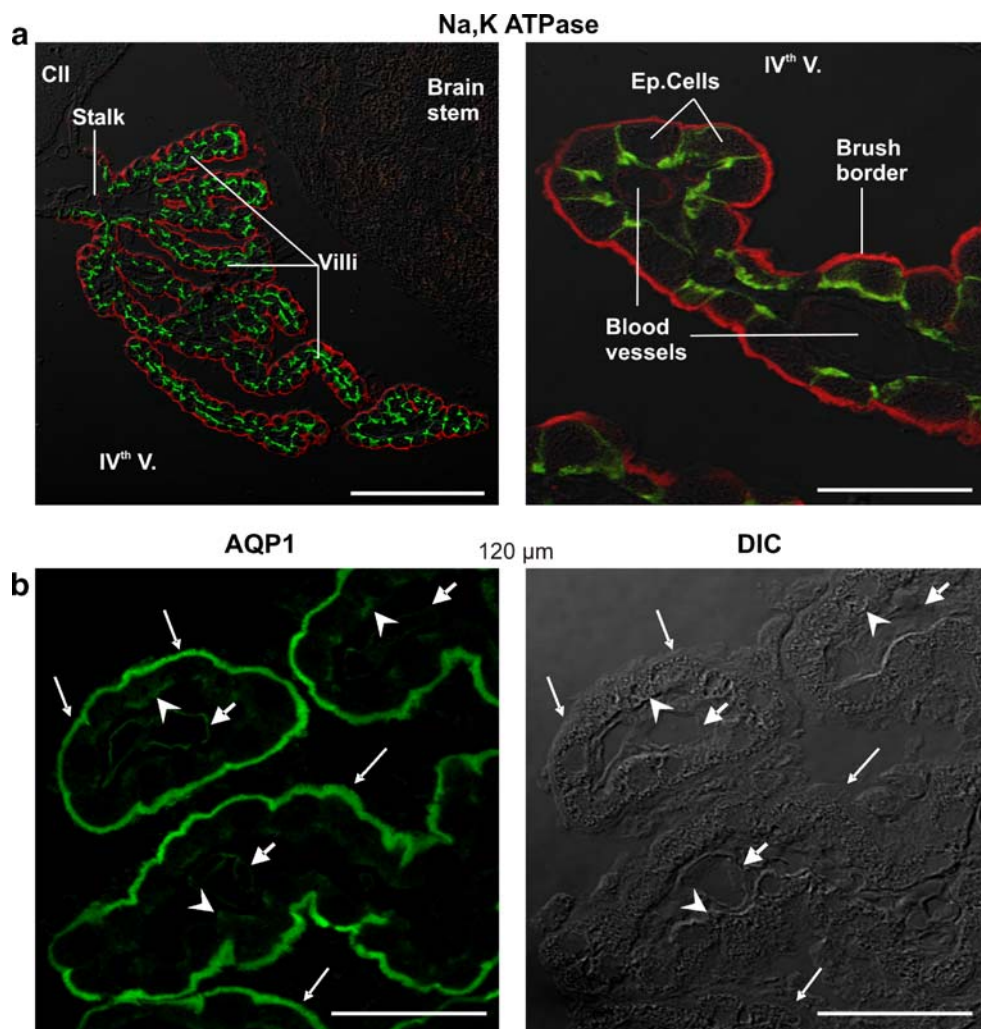 Na,K ATPase
a
CII
Stalk
Brain
stem
Villi
IVth V.
IVth V.
Ep.Cells
Brush
border
Blood
vessels
AQP1
120 µm
DIC
b